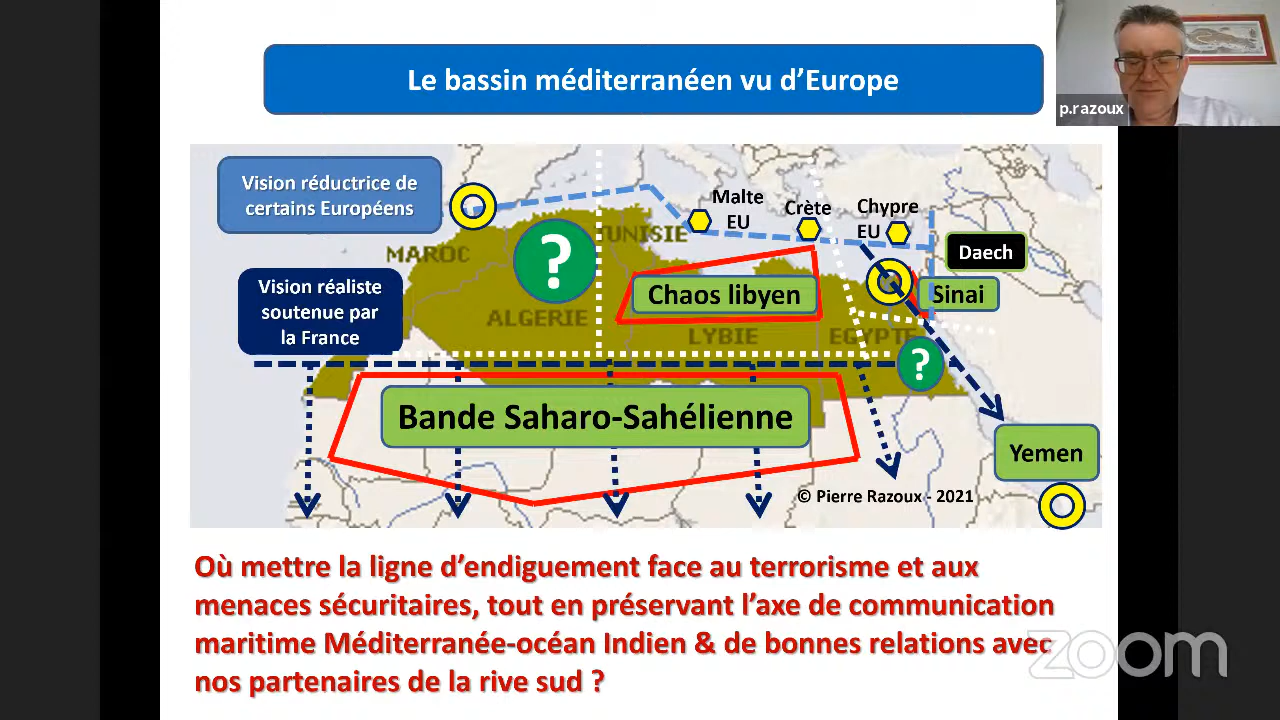 Le bassin méditerranéen vu d'Europe
p.razoux
Vision réductrice de
certains Européens
Malte
EU
Crète
Chypre
EU
MAROC
TUNISIE
Daech
Vision réaliste
soutenue par
la France
Chaos libyen
Sinai
ALGERIE
LYBIE
EGYPTE
?
?
Bande Saharo-Sahélienne
Yemen
© Pierre Razoux - 2021
Où mettre la ligne d'endiguement face au terrorisme et aux
menaces sécuritaires, tout en préservant l'axe de communication
maritime Méditerranée-océan Indien & de bonnes relations avec
nos partenaires de la rive sud ?
zoom